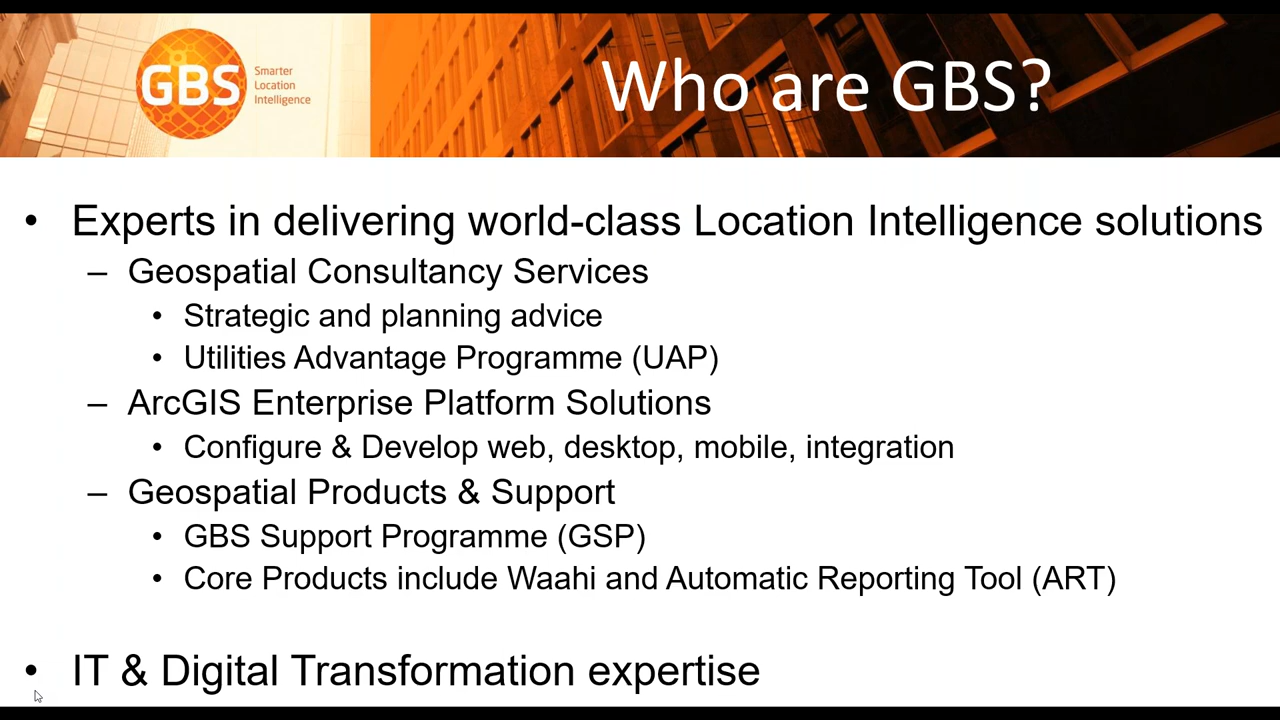 GBS
Smarter
Location
Intelligence
Who are GBS?
• Experts in delivering world-class Location Intelligence solutions
– Geospatial Consultancy Services
• Strategic and planning advice
• Utilities Advantage Programme (UAP)
– ArcGIS Enterprise Platform Solutions
• Configure & Develop web, desktop, mobile, integration
– Geospatial Products & Support
• GBS Support Programme (GSP)
• Core Products include Waahi and Automatic Reporting Tool (ART)
• IT & Digital Transformation expertise